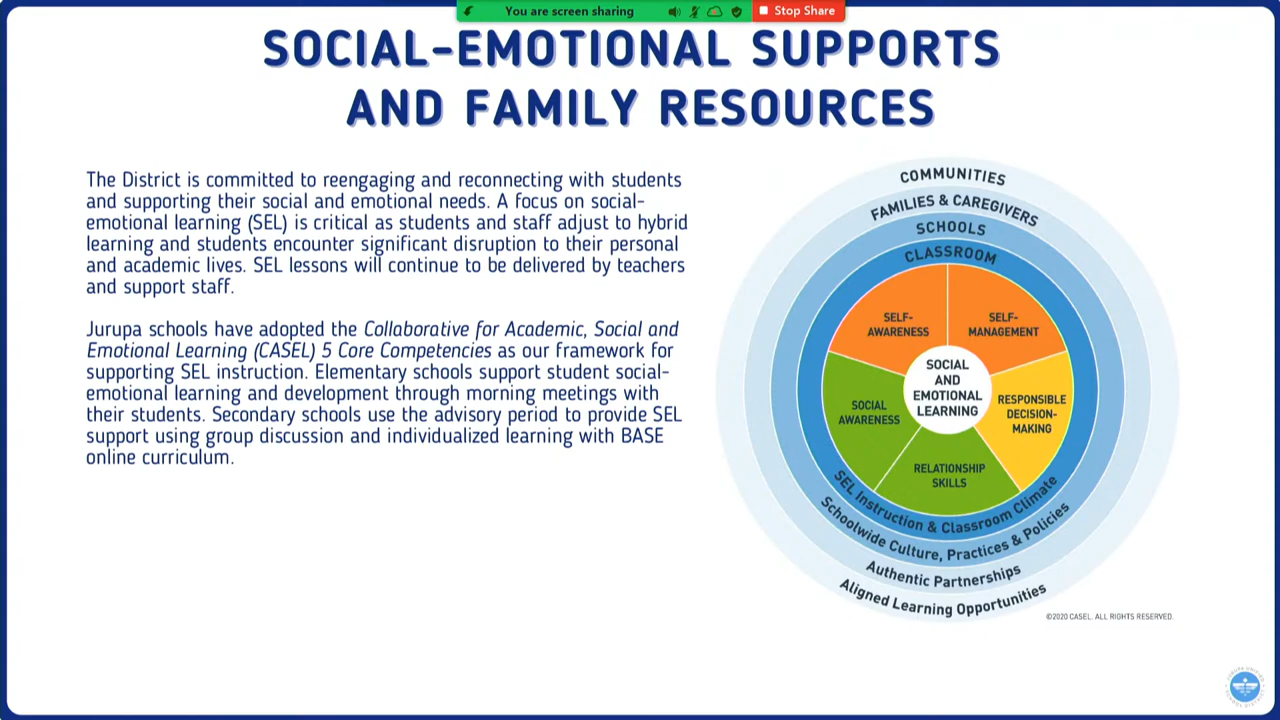 You are screen sharing
Stop Share
SOCIAL-EMOTIONAL SUPPORTS
AND FAMILY RESOURCES
The District is committed to reengaging and reconnecting with students
and supporting their social and emotional needs. A focus on social-
emotional learning (SEL) is critical as students and staff adjust to hybrid
learning and students encounter significant disruption to their personal
and academic lives. SEL lessons will continue to be delivered by teachers
and support staff.
Jurupa schools have adopted the Collaborative for Academic, Social and
Emotional Learning (CASEL) 5 Core Competencies as our framework for
supporting SEL instruction. Elementary schools support student social-
emotional learning and development through morning meetings with
their students. Secondary schools use the advisory period to provide SEL
support using group discussion and individualized learning with BASE
online curriculum.
COMMUNITIES
FAMILIES & CAREGIVERS
SCHOOLS
CLASSROOM
SELF-
AWARENESS
SELF-
MANAGEMENT
SOCIAL
AND
EMOTIONAL
LEARNING
SOCIAL
AWARENESS
RESPONSIBLE
DECISION-
MAKING
RELATIONSHIP
SKILLS
SEL Instruction & Classroom Climate
Schoolwide Culture, Practices & Policies
Authentic Partnerships
Aligned Learning Opportunities
©2020 CASEL. ALL RIGHTS RESERVED.
JURUPA UNIFIED
SCHOOL DISTRICT